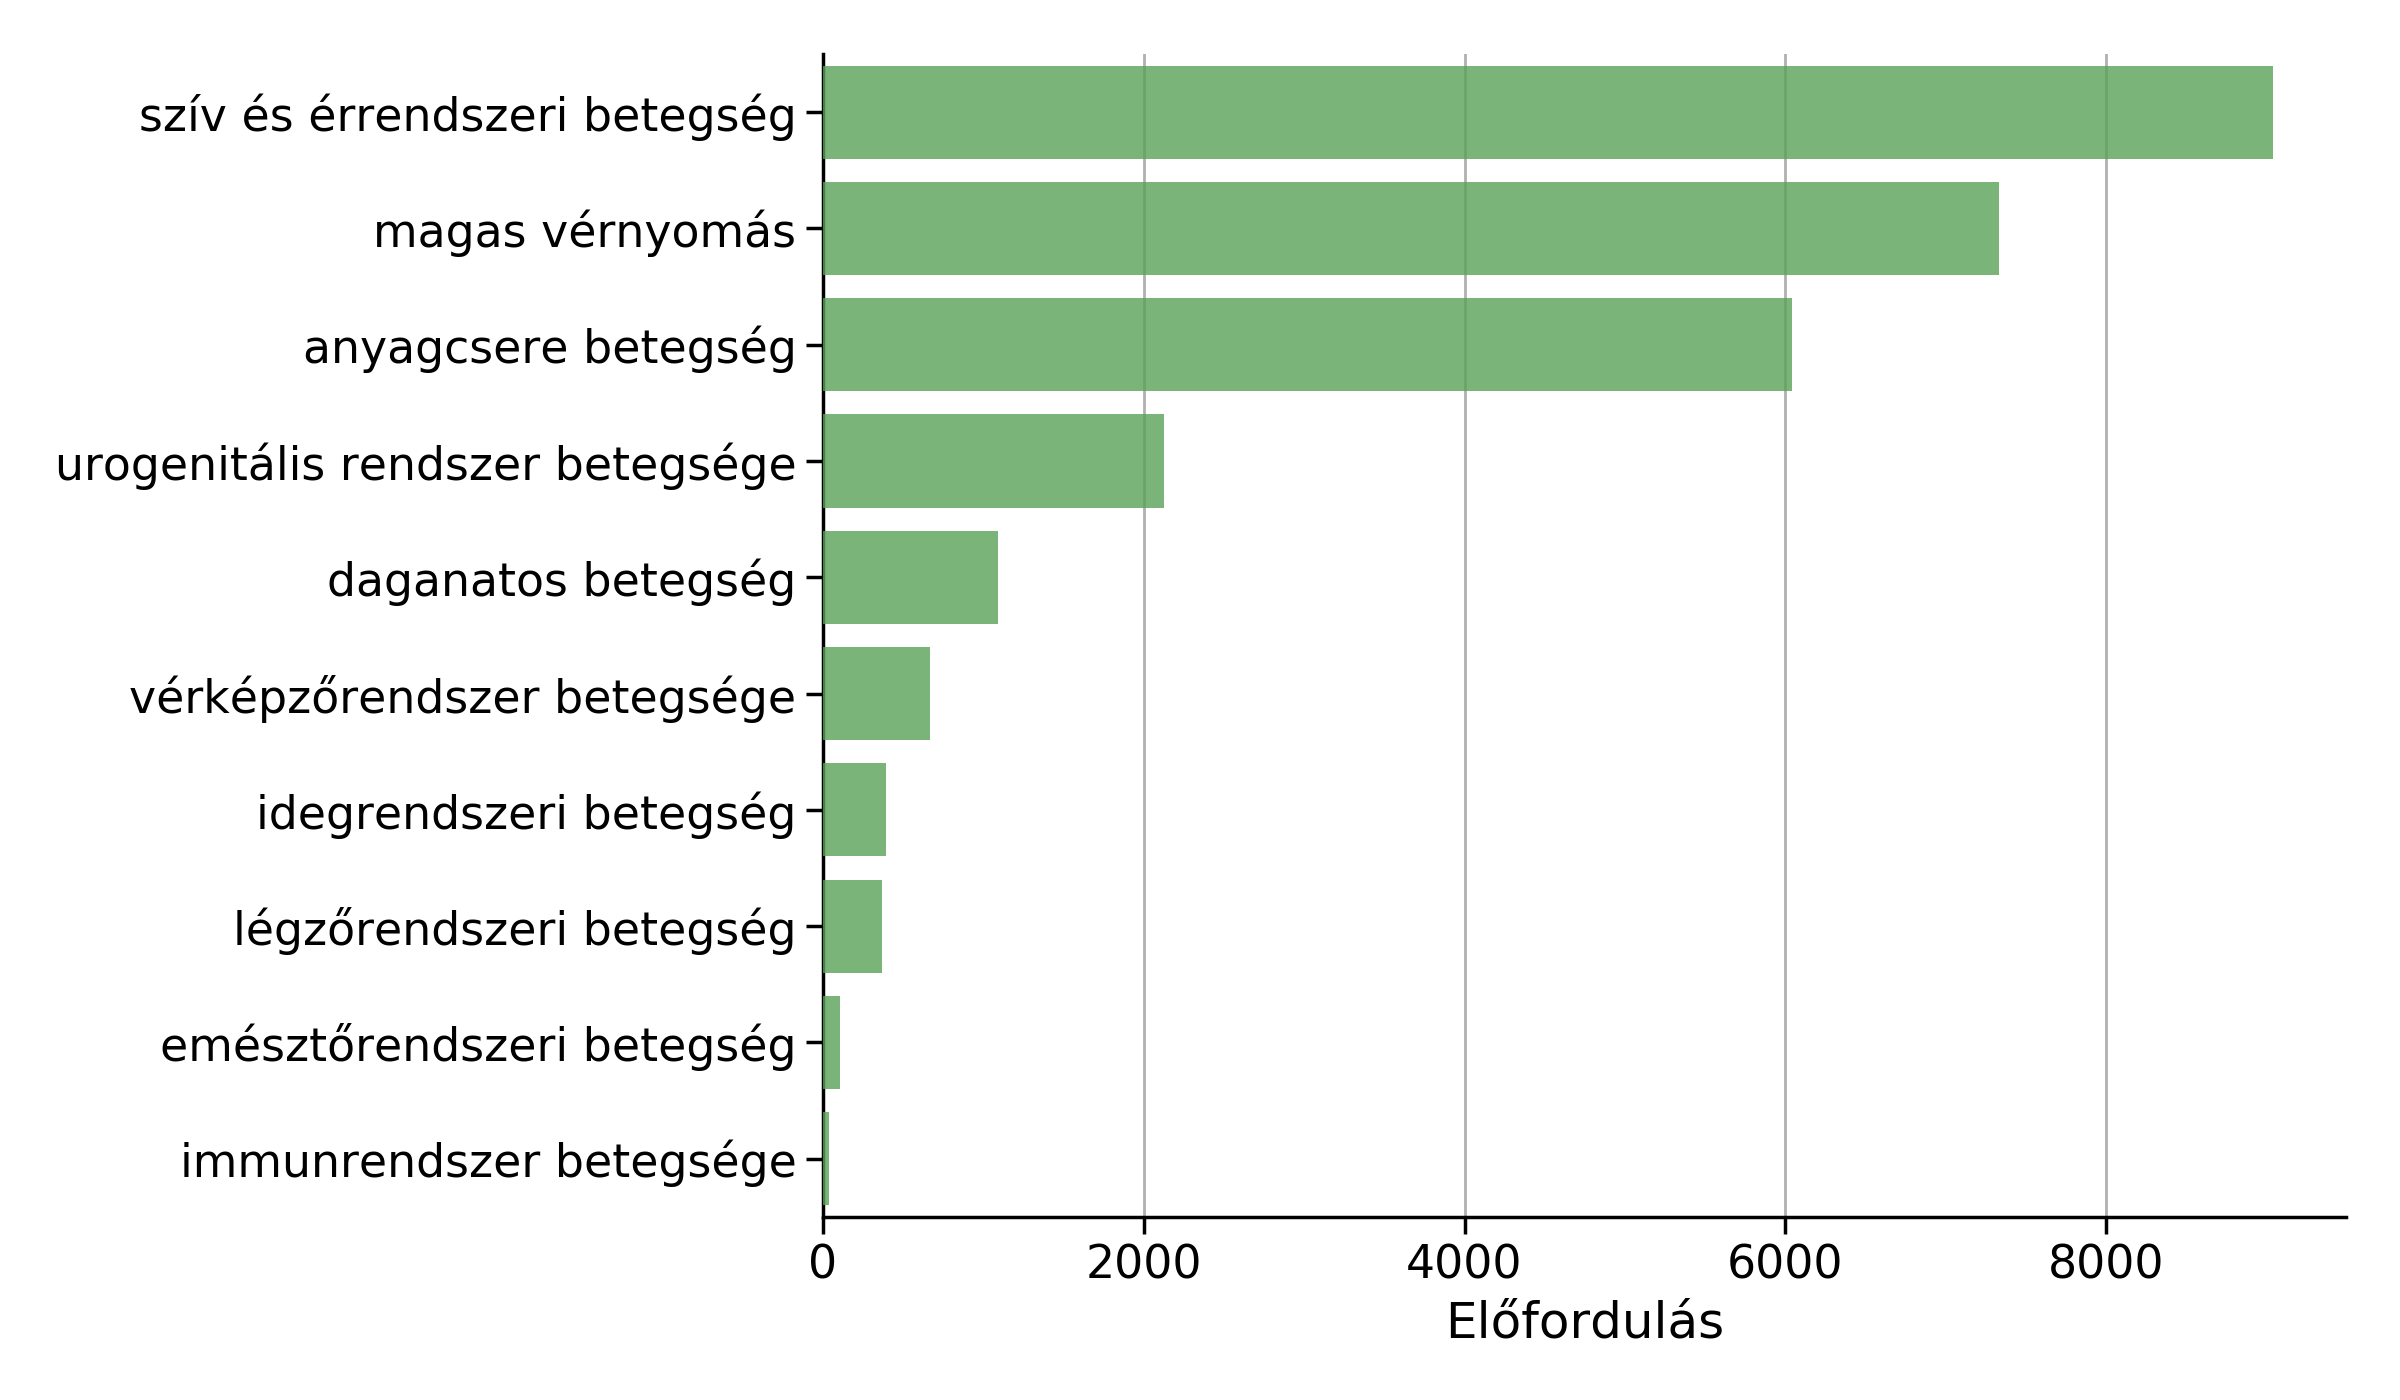 szív és érrendszeri betegség
magas vérnyomás
anyagcsere betegség
urogenitális rendszer betegsége
daganatos betegség
vérképzőrendszer betegsége
idegrendszeri betegség
légzőrendszeri betegség
emésztőrendszeri betegség
immunrendszer betegsége
0 2000 4000 6000 8000
Előfordulás